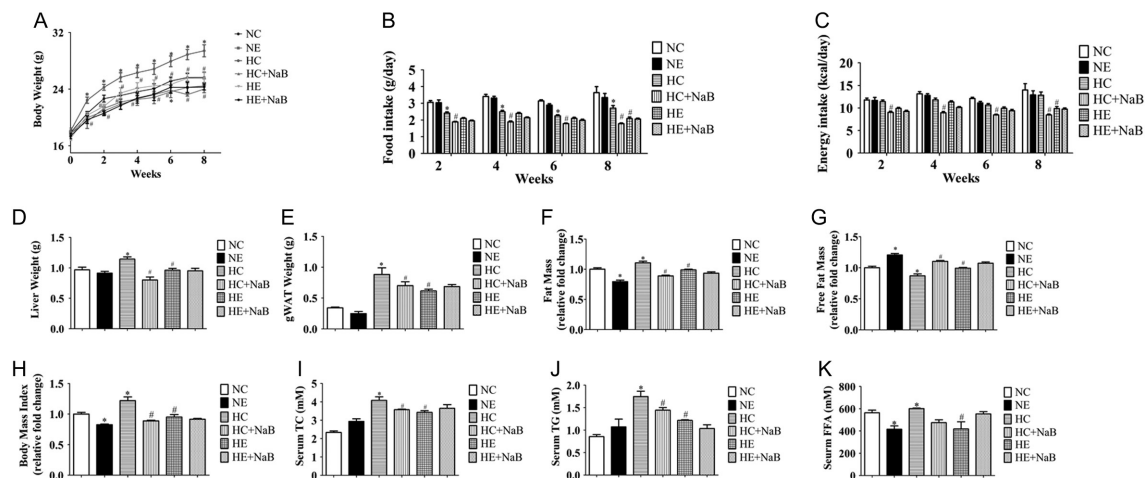 A
Body Weight (g)
32
24
16
0
2
4
6
8
Weeks
* * * * * * * *
# # # # # # # #
NC
NE
HC
HC+NaB
HE
HE+NaB
B
Food intake (g/day)
5
4
3
2
1
0
* # * # * # * # #
2
4
6
8
Weeks
NC
NE
HC
HC+NaB
HE
HE+NaB
C
Energy intake (kcal/day)
20
15
10
5
0
# # # # #
2
4
6
8
Weeks
NC
NE
HC
HC+NaB
HE
HE+NaB
D
Liver Weight (g)
1.5
1.0
0.5
0.0
* # #
NC
NE
HC
HC+NaB
HE
HE+NaB
E
gWAT Weight (g)
1.5
1.0
0.5
0.0
* # #
NC
NE
HC
HC+NaB
HE
HE+NaB
F
Fat Mass
(relative fold change)
1.5
1.0
0.5
0.0
* * # #
NC
NE
HC
HC+NaB
HE
HE+NaB
G
Free Fat Mass
(relative fold change)
1.5
1.0
0.5
0.0
* * # #
NC
NE
HC
HC+NaB
HE
HE+NaB
H
Body Mass Index
(relative fold change)
1.5
1.0
0.5
0.0
* * # #
NC
NE
HC
HC+NaB
HE
HE+NaB
I
Serum TC (mM)
5
4
3
2
1
0
* # #
NC
NE
HC
HC+NaB
HE
HE+NaB
J
Serum TG (mM)
2.0
1.5
1.0
0.5
0.0
* # #
NC
NE
HC
HC+NaB
HE
HE+NaB
K
Seurm FFA (mM)
800
600
400
200
0
* * #
NC
NE
HC
HC+NaB
HE
HE+NaB